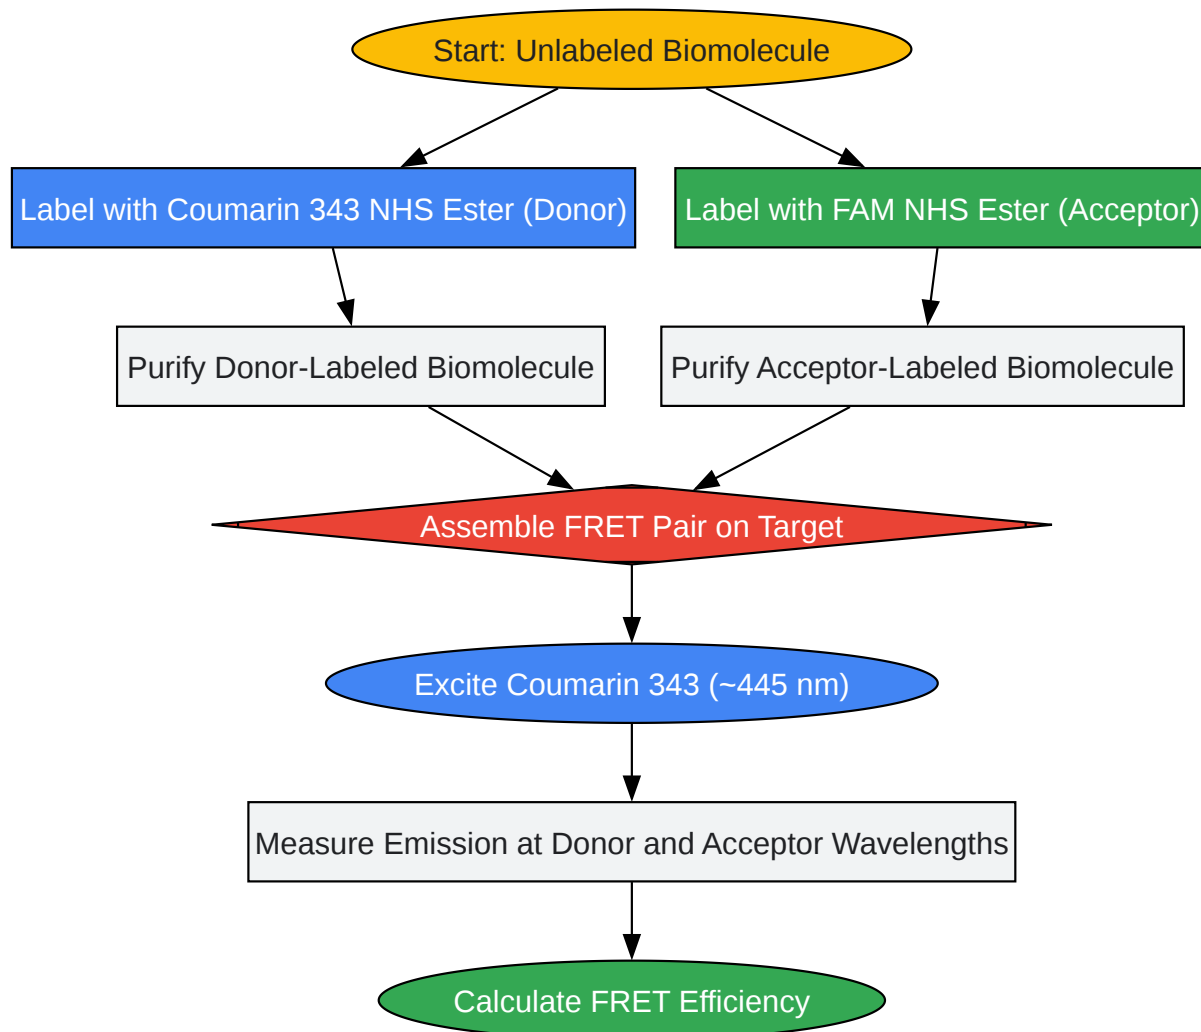 Start: Unlabeled Biomolecule
Label with Coumarin 343 NHS Ester (Donor)
Label with FAM NHS Ester (Acceptor)
Purify Donor-Labeled Biomolecule
Purify Acceptor-Labeled Biomolecule
Assemble FRET Pair on Target
Excite Coumarin 343 (~445 nm)
Measure Emission at Donor and Acceptor Wavelengths
Calculate FRET Efficiency